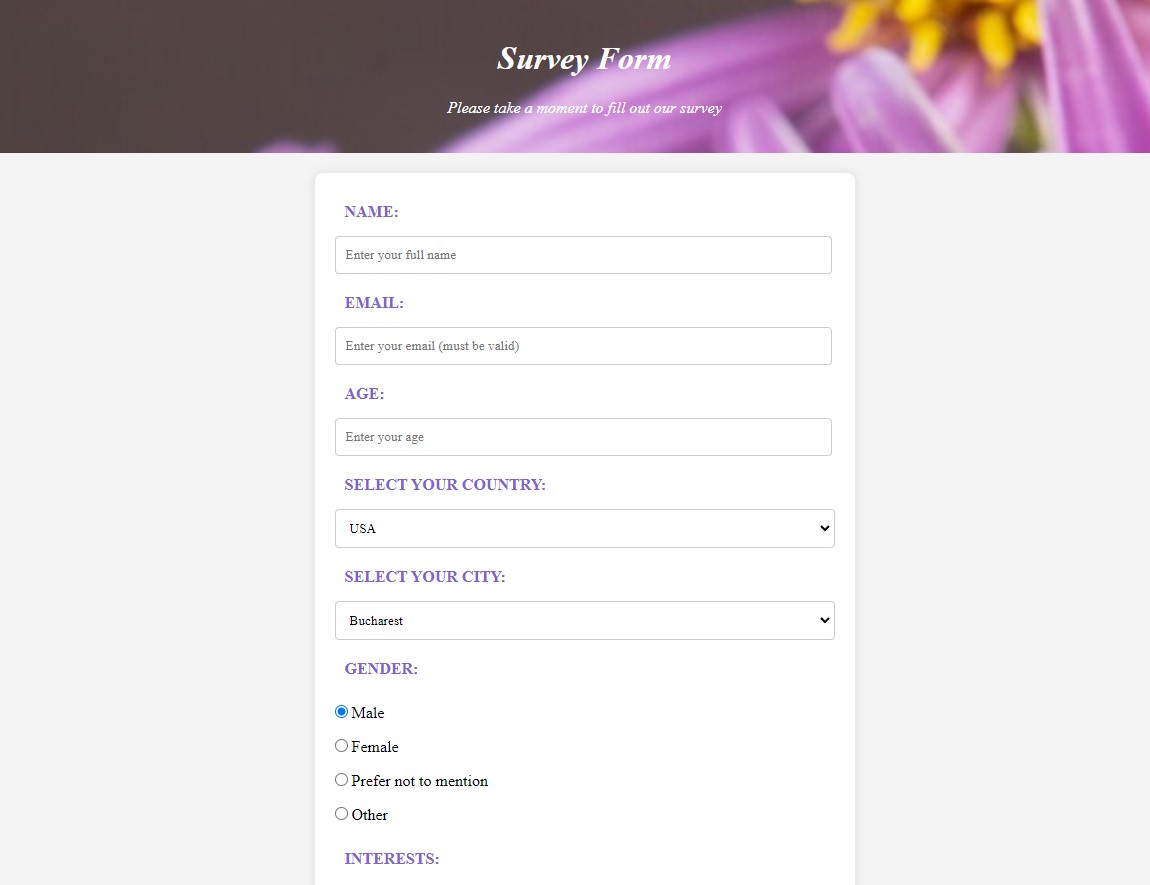 Survey Form
Please take a moment to fill out our survey
NAME:
Enter your full name
EMAIL:
Enter your email (must be valid)
AGE:
Enter your age
SELECT YOUR COUNTRY:
USA
SELECT YOUR CITY:
Bucharest
GENDER:
Male
Female
Prefer not to mention
Other
INTERESTS: